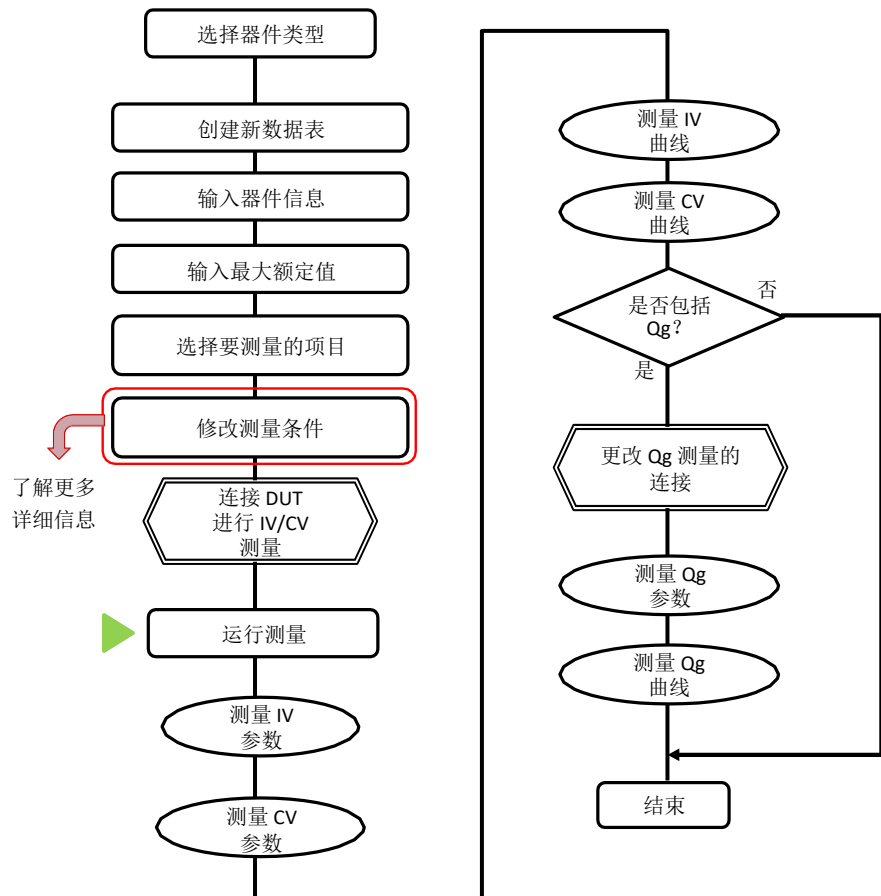 选择器件类型
创建新数据表
输入器件信息
输入最大额定值
选择要测量的项目
修改测量条件
了解更多
详细信息
连接 DUT
进行 IV/CV
测量
运行测量
测量 IV
参数
测量 CV
参数
测量 IV
曲线
测量 CV
曲线
是否包括
Qg？
否
是
更改 Qg 测量的
连接
测量 Qg
参数
测量 Qg
曲线
结束